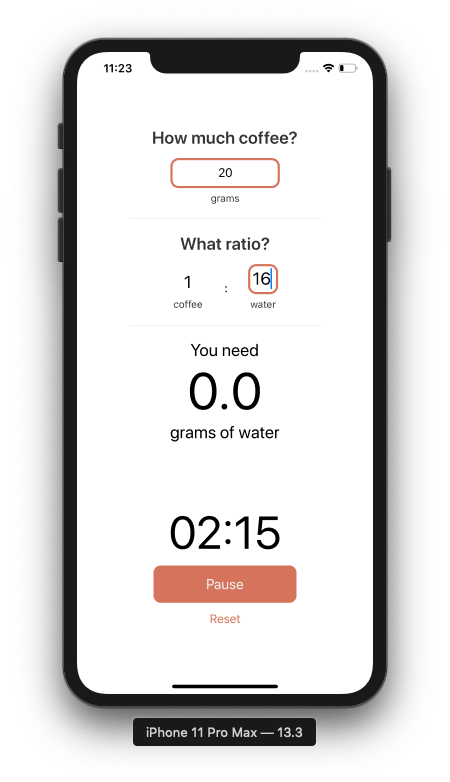 11:23
How much coffee?
20
grams
What ratio?
1 : 16
coffee water
You need
0.0
grams of water
02:15
Pause
Reset
iPhone 11 Pro Max — 13.3